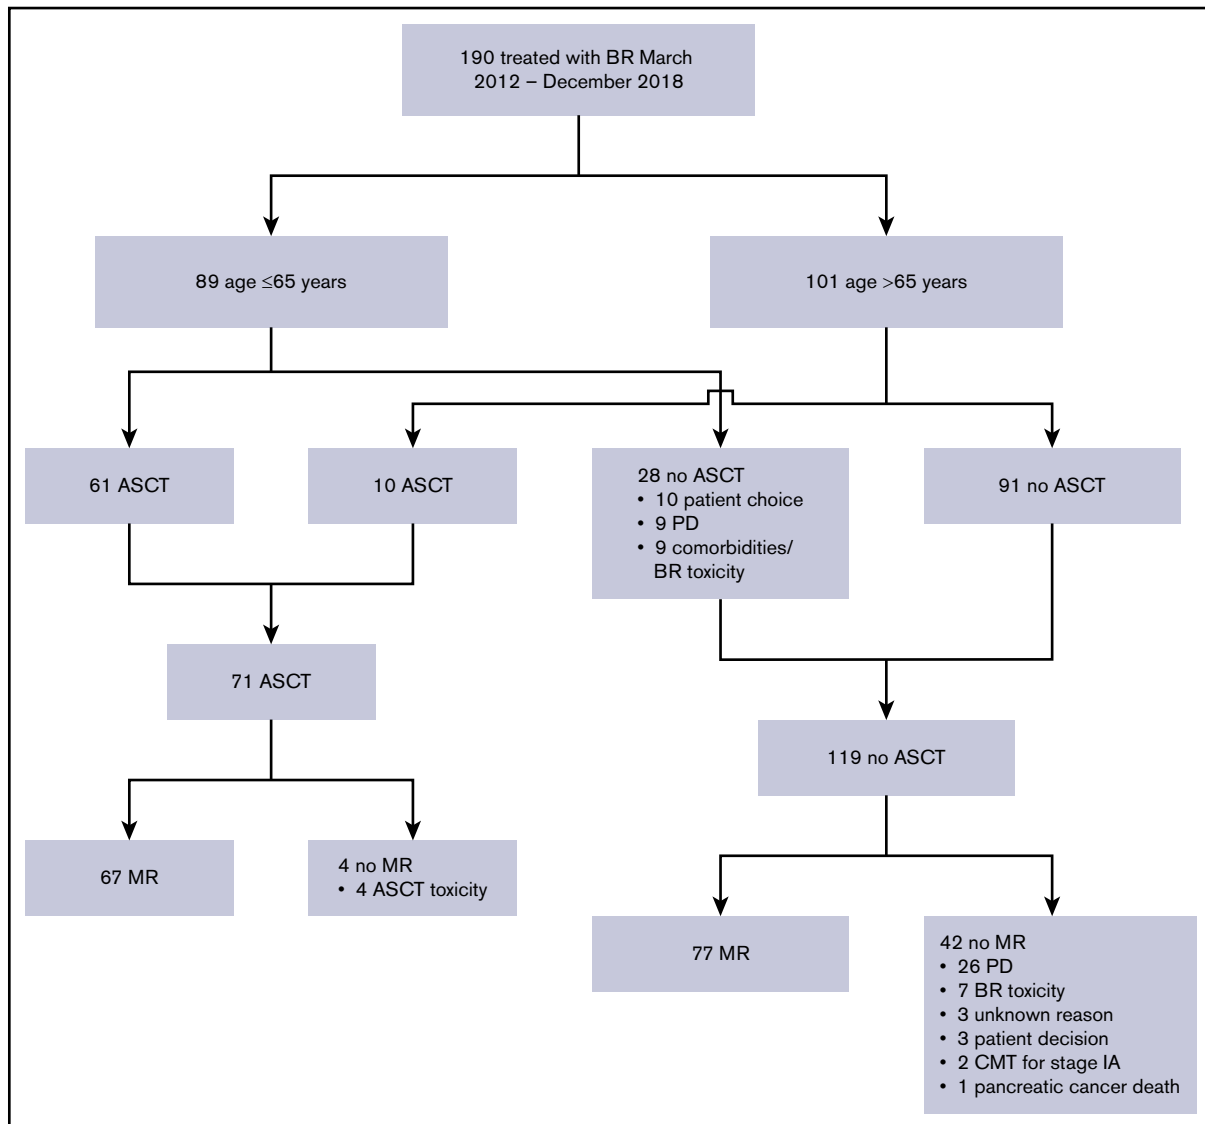 190 treated with BR March
2012 – December 2018
89 age ≤65 years
101 age >65 years
61 ASCT
10 ASCT
28 no ASCT
• 10 patient choice
• 9 PD
• 9 comorbidities/
BR toxicity
91 no ASCT
71 ASCT
119 no ASCT
67 MR
4 no MR
• 4 ASCT toxicity
77 MR
42 no MR
• 26 PD
• 7 BR toxicity
• 3 unknown reason
• 3 patient decision
• 2 CMT for stage IA
• 1 pancreatic cancer death